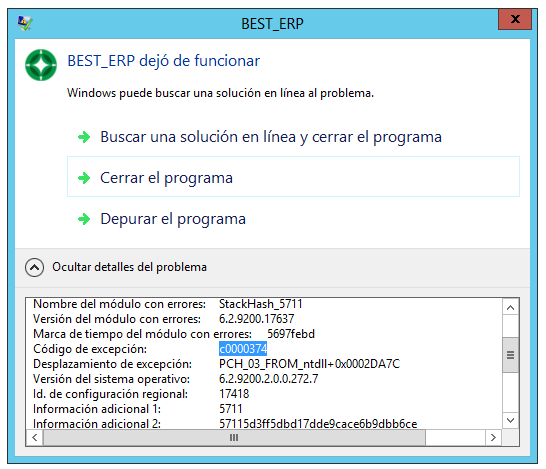 BEST_ERP
x
BEST_ERP dejó de funcionar
Windows puede buscar una solución en línea al problema.
Buscar una solución en línea y cerrar el programa
Cerrar el programa
Depurar el programa
Ocultar detalles del problema
Nombre del módulo con errores: StackHash_5711
Versión del módulo con errores: 6.2.9200.17637
Marca de tiempo del módulo con errores: 5697febd
Código de excepción: c0000374
Desplazamiento de excepción: PCH_03_FROM_ntdll+0x0002DA7C
Versión del sistema operativo: 6.2.9200.2.0.0.272.7
Id. de configuración regional: 17418
Información adicional 1: 5711
Información adicional 2: 57115d3ff5dbd17dde9cace6b9dbb6ce